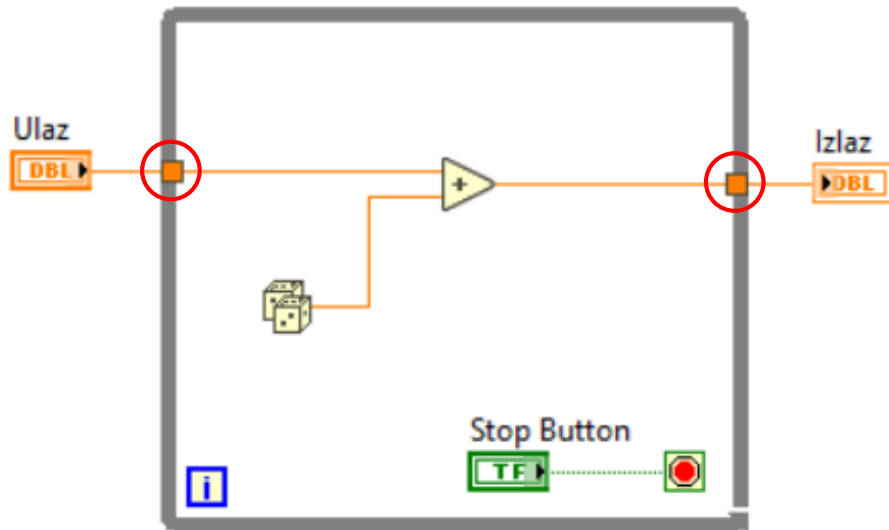 Ulaz
DBL
Izlaz
DBL
+
Stop Button
TF
i